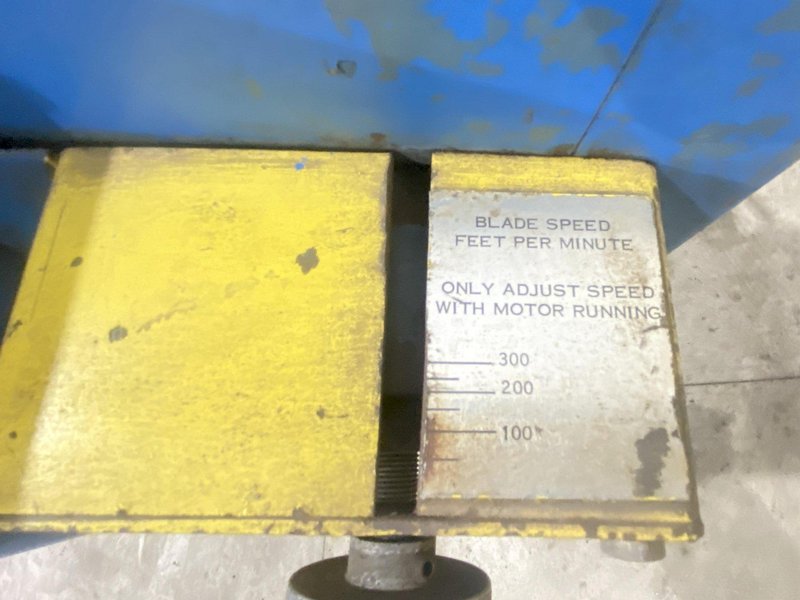 BLADE SPEED
FEET PER MINUTE
ONLY ADJUST SPEED
WITH MOTOR RUNNING
300
200
100